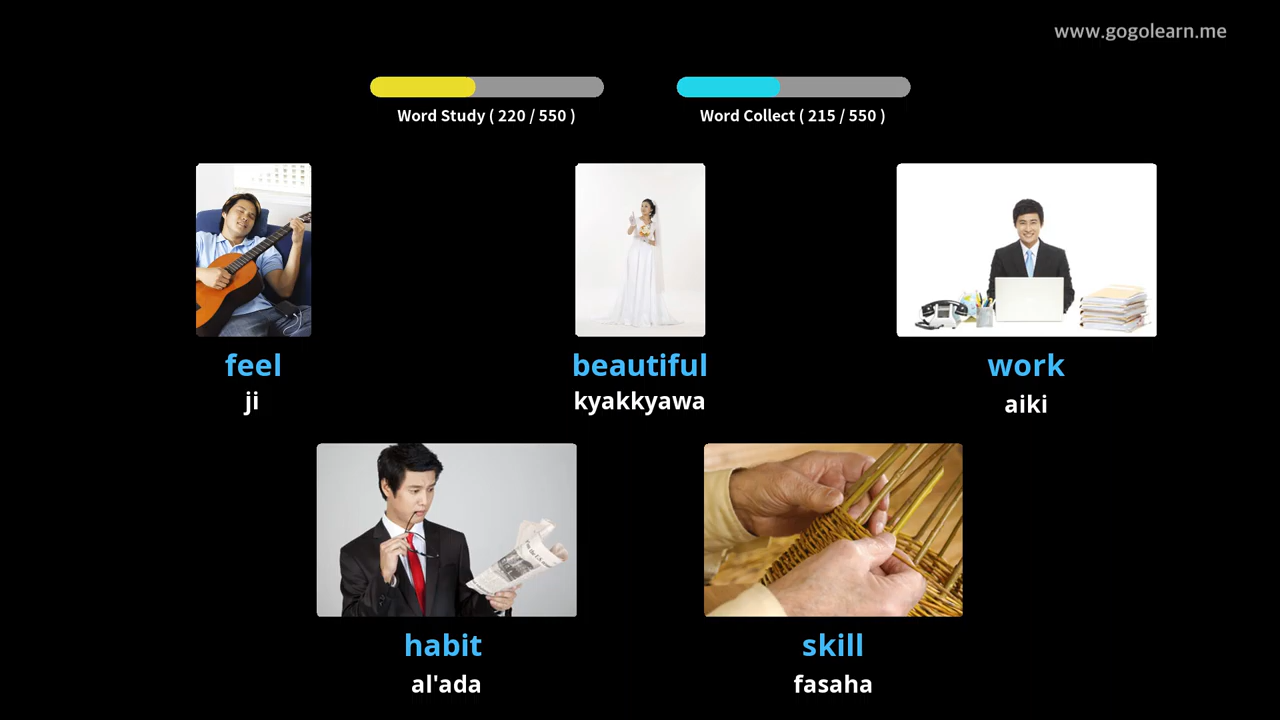 www.gogolearn.me
Word Study ( 220 / 550 )
Word Collect ( 215 / 550 )
feel
ji
beautiful
kyakkyawa
work
aiki
habit
al'ada
skill
fasaha